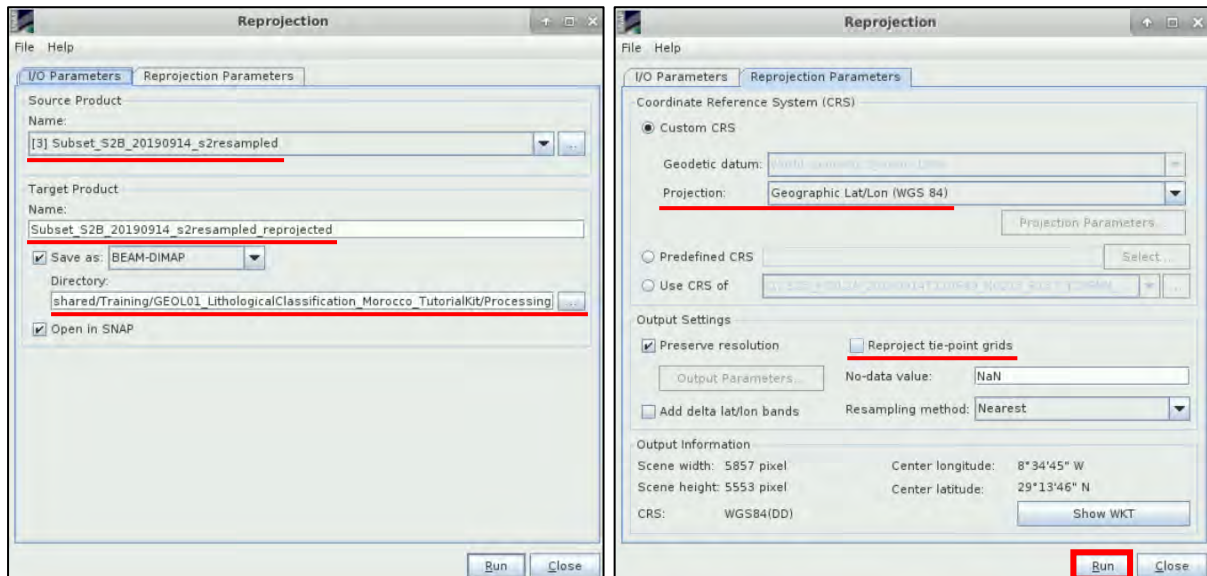 Reprojection
File Help
I/O Parameters Reprojection Parameters
Source Product
Name:
[3] Subset_S2B_20190914_s2resampled
...
Target Product
Name:
Subset_S2B_20190914_s2resampled_reprojected
Save as: BEAM-DIMAP
Directory:
shared/Training/GEOL01_LithologicalClassification_Morocco_TutorialKit/Processing ...
Open in SNAP
Run Close
Reprojection
File Help
I/O Parameters Reprojection Parameters
Coordinate Reference System (CRS)
Custom CRS
Geodetic datum:
Projection: Geographic Lat/Lon (WGS 84)
Projection Parameters...
Predefined CRS Select...
Use CRS of ...
Output Settings
Preserve resolution Reproject tie-point grids
Output Parameters... No-data value: NaN
Add delta lat/lon bands Resampling method: Nearest
Output Information
Scene width: 5857 pixel Center longitude: 8°34'45" W
Scene height: 5553 pixel Center latitude: 29°13'46" N
CRS: WGS84(DD) Show WKT
Run Close